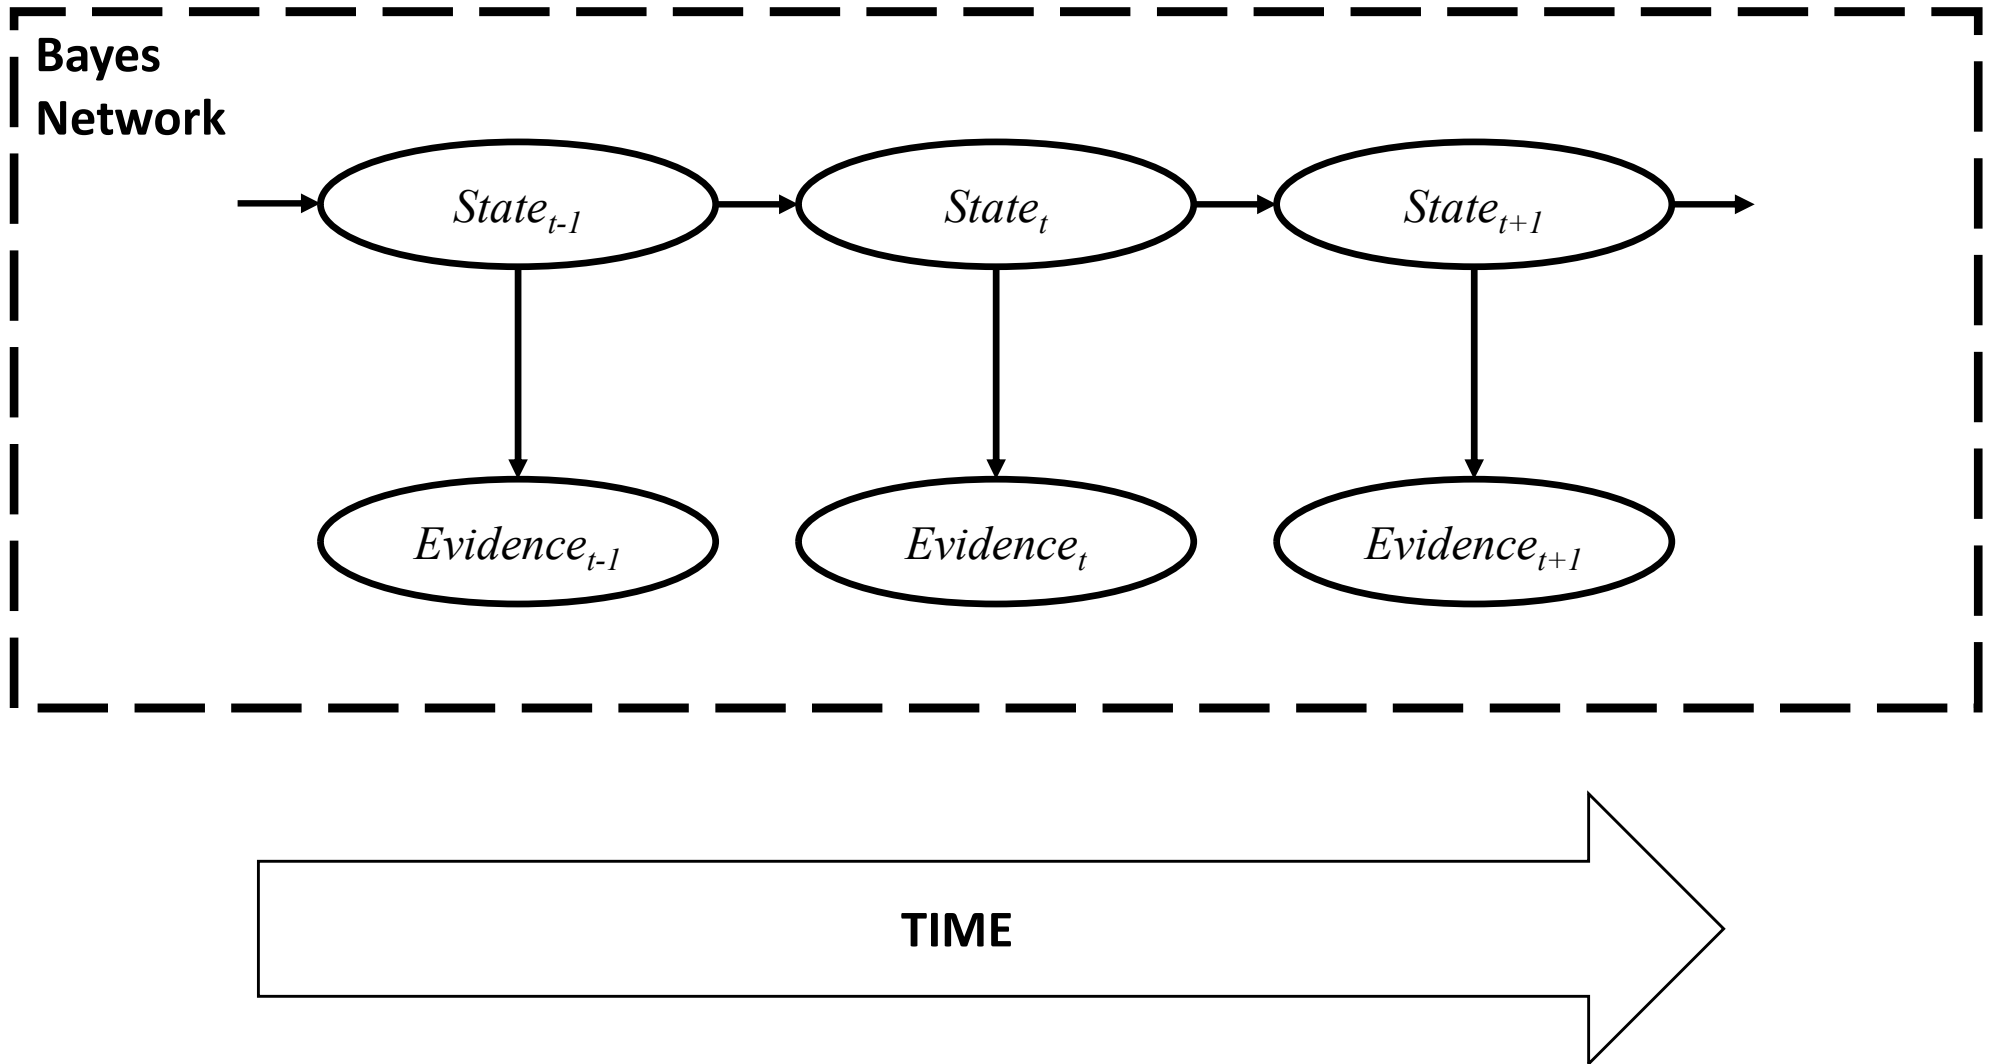 Bayes
Network
State_{t-1}
State_t
State_{t+1}
Evidence_{t-1}
Evidence_t
Evidence_{t+1}
TIME